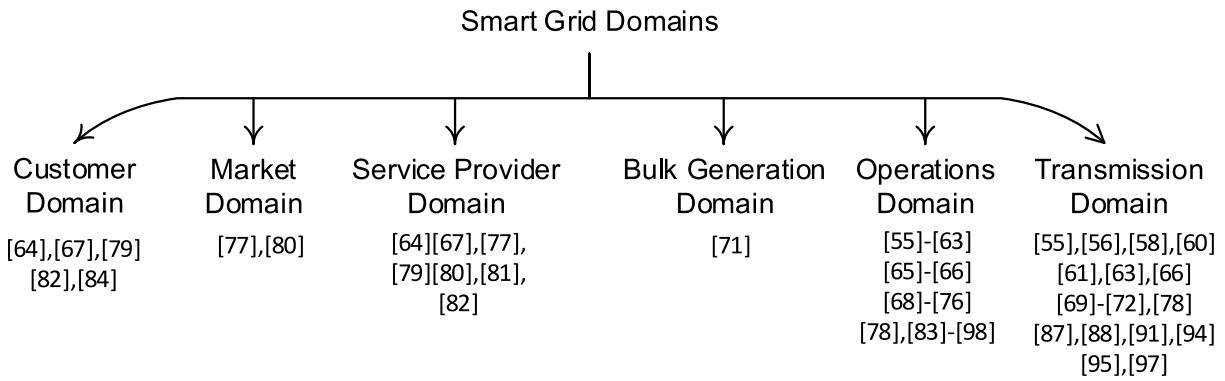 Smart Grid Domains
Customer
Domain
[64],[67],[79]
[82],[84]
Market
Domain
[77],[80]
Service Provider
Domain
[64][67],[77],
[79][80],[81],
[82]
Bulk Generation
Domain
[71]
Operations
Domain
[55]-[63]
[65]-[66]
[68]-[76]
[78],[83]-[98]
Transmission
Domain
[55],[56],[58],[60]
[61],[63],[66]
[69]-[72],[78]
[87],[88],[91],[94]
[95],[97]